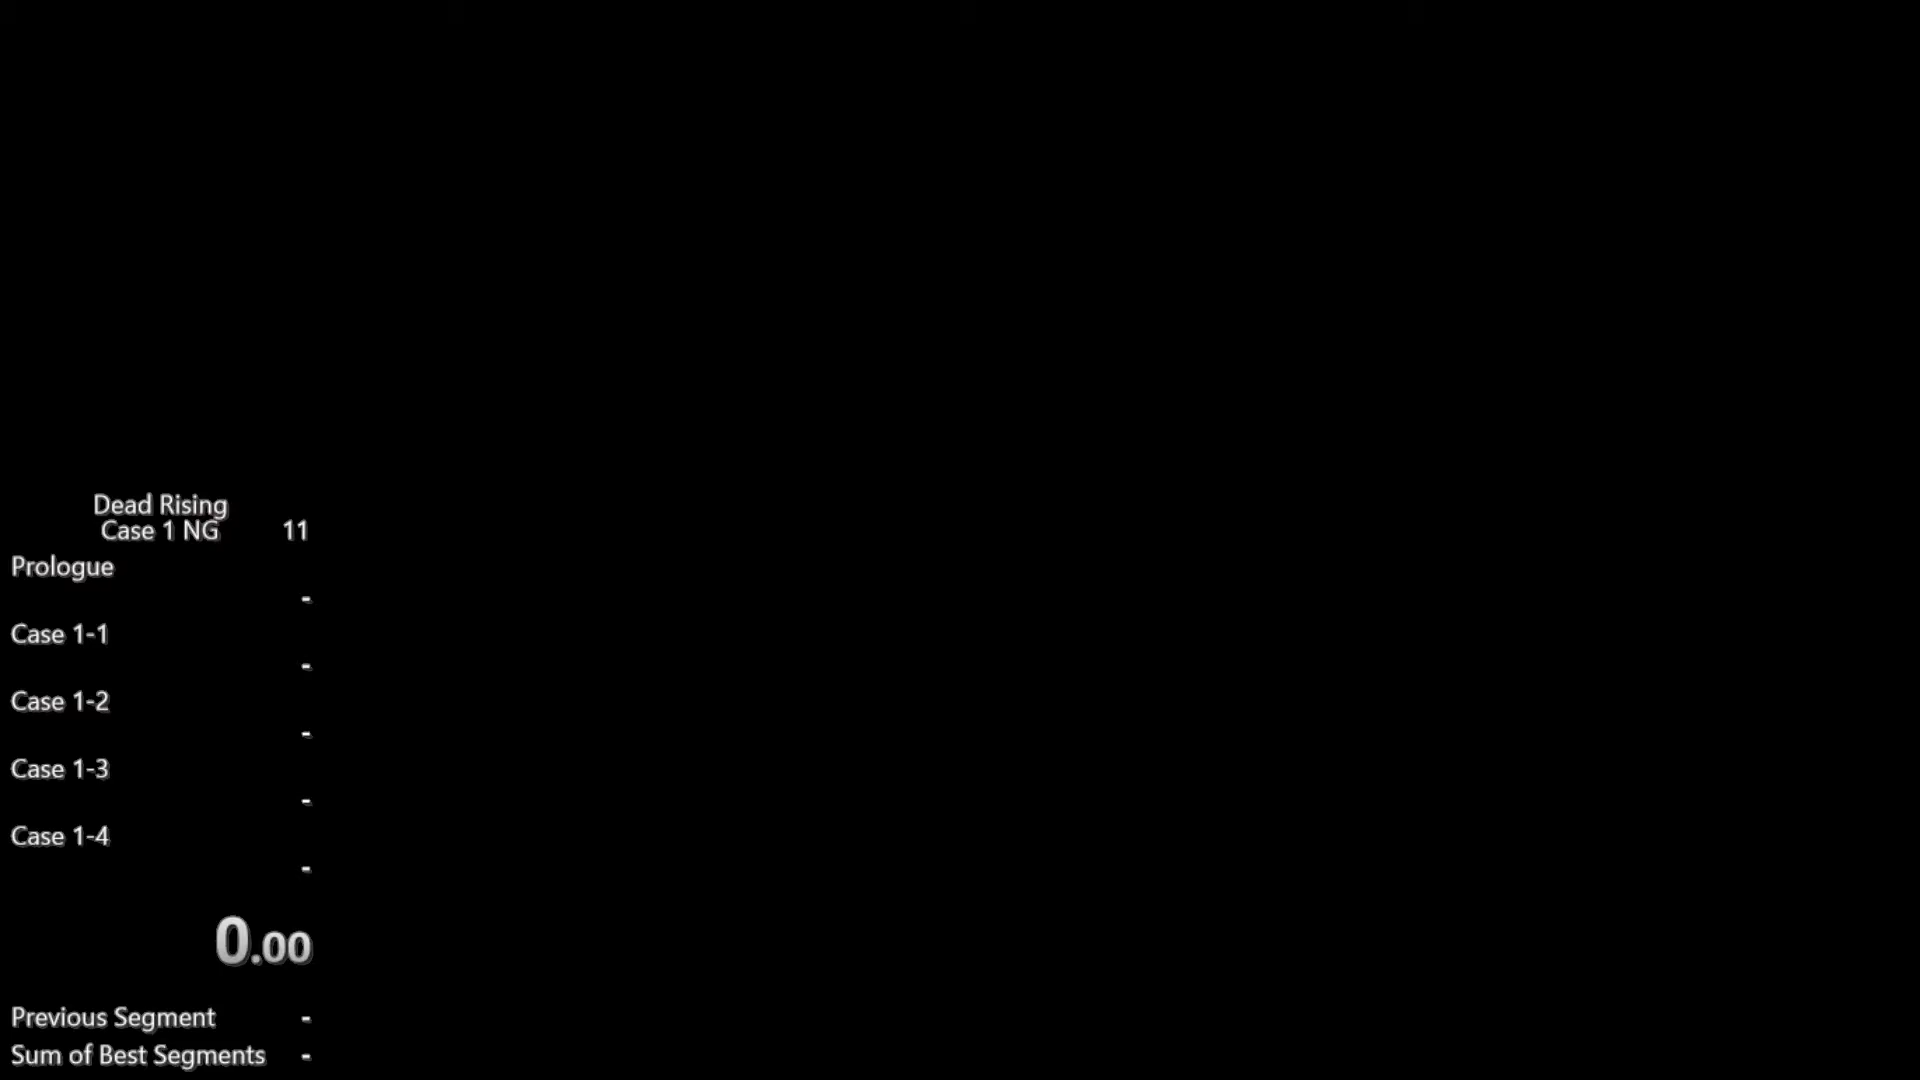 Dead Rising
Case 1 NG 11
Prologue
-
Case 1-1
-
Case 1-2
-
Case 1-3
-
Case 1-4
-
0.00
Previous Segment -
Sum of Best Segments -